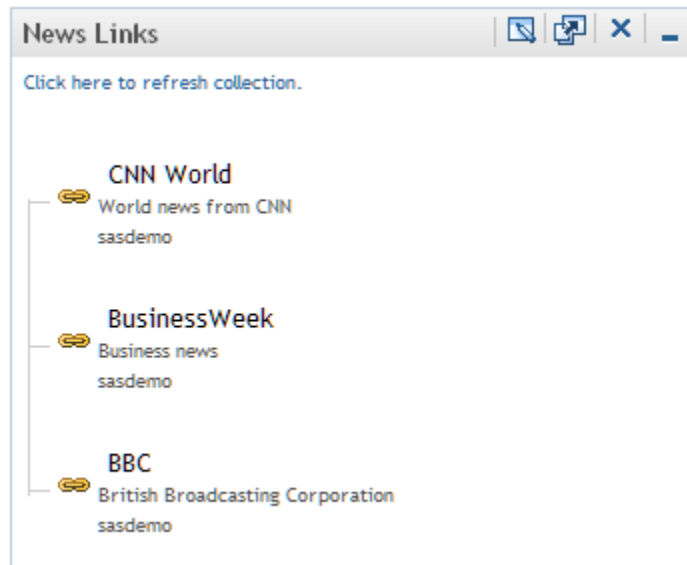 News Links
Click here to refresh collection.
CNN World
World news from CNN
sasdemo
BusinessWeek
Business news
sasdemo
BBC
British Broadcasting Corporation
sasdemo